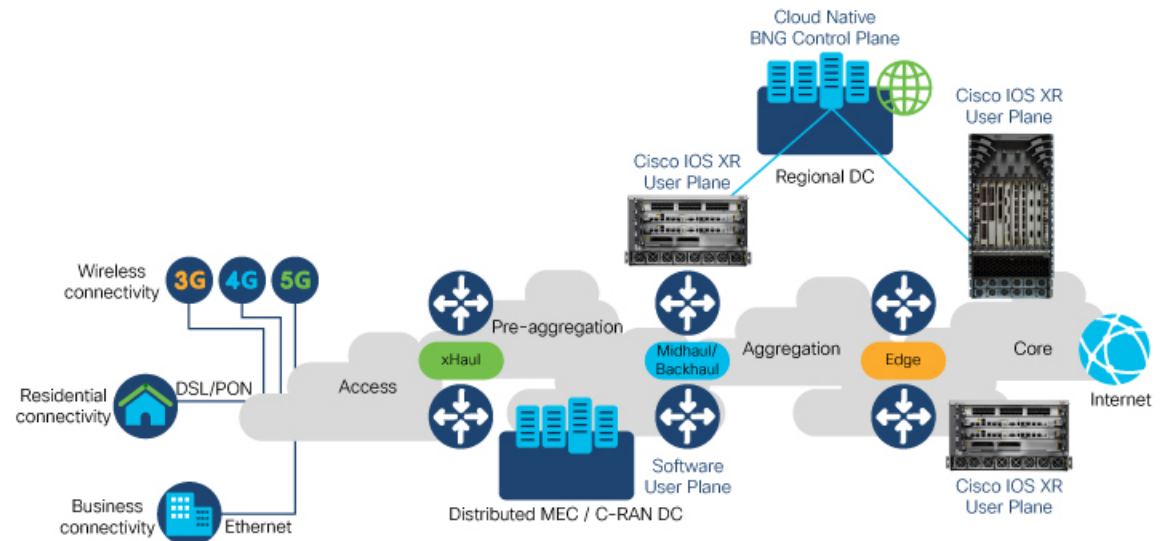 Cloud Native
BNG Control Plane
Cisco IOS XR
User Plane
Cisco IOS XR
User Plane
Regional DC
Wireless
connectivity
3G
4G
5G
Pre-aggregation
xHaul
Midhaul/
Backhaul
Aggregation
Edge
Core
Access
DSL/PON
Residential
connectivity
Internet
Software
User Plane
Cisco IOS XR
User Plane
Business
connectivity
Ethernet
Distributed MEC / C-RAN DC